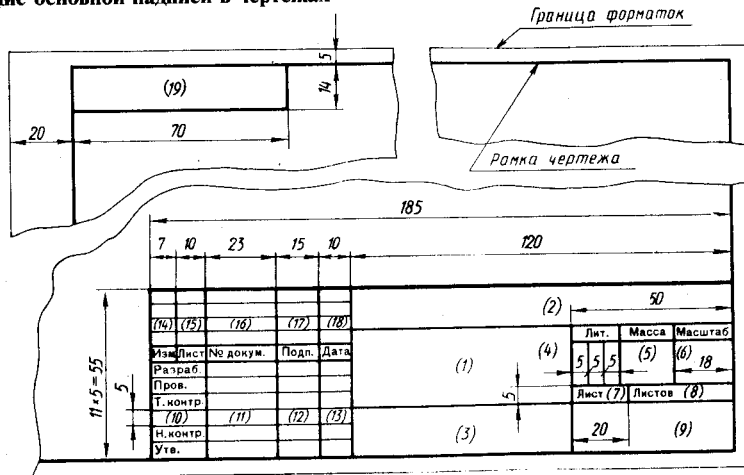 ние основной надписи в чертежах
Граница форматок
5
(19)
14
20
70
Рамка чертежа
185
7 10 23 15 10 120
(2) 50
(14) (15) (16) (17) (18)
Лит. Масса Масштаб
Изм Лист № докум. Подп. Дата
(1) (4) 5 5 5 (5) (6) 18
11×5=55
Разраб.
Пров.
5
Т.контр.
5
Лист (7) Листов (8)
(10) (11) (12) (13)
(3) 20 (9)
Н.контр.
Утв.